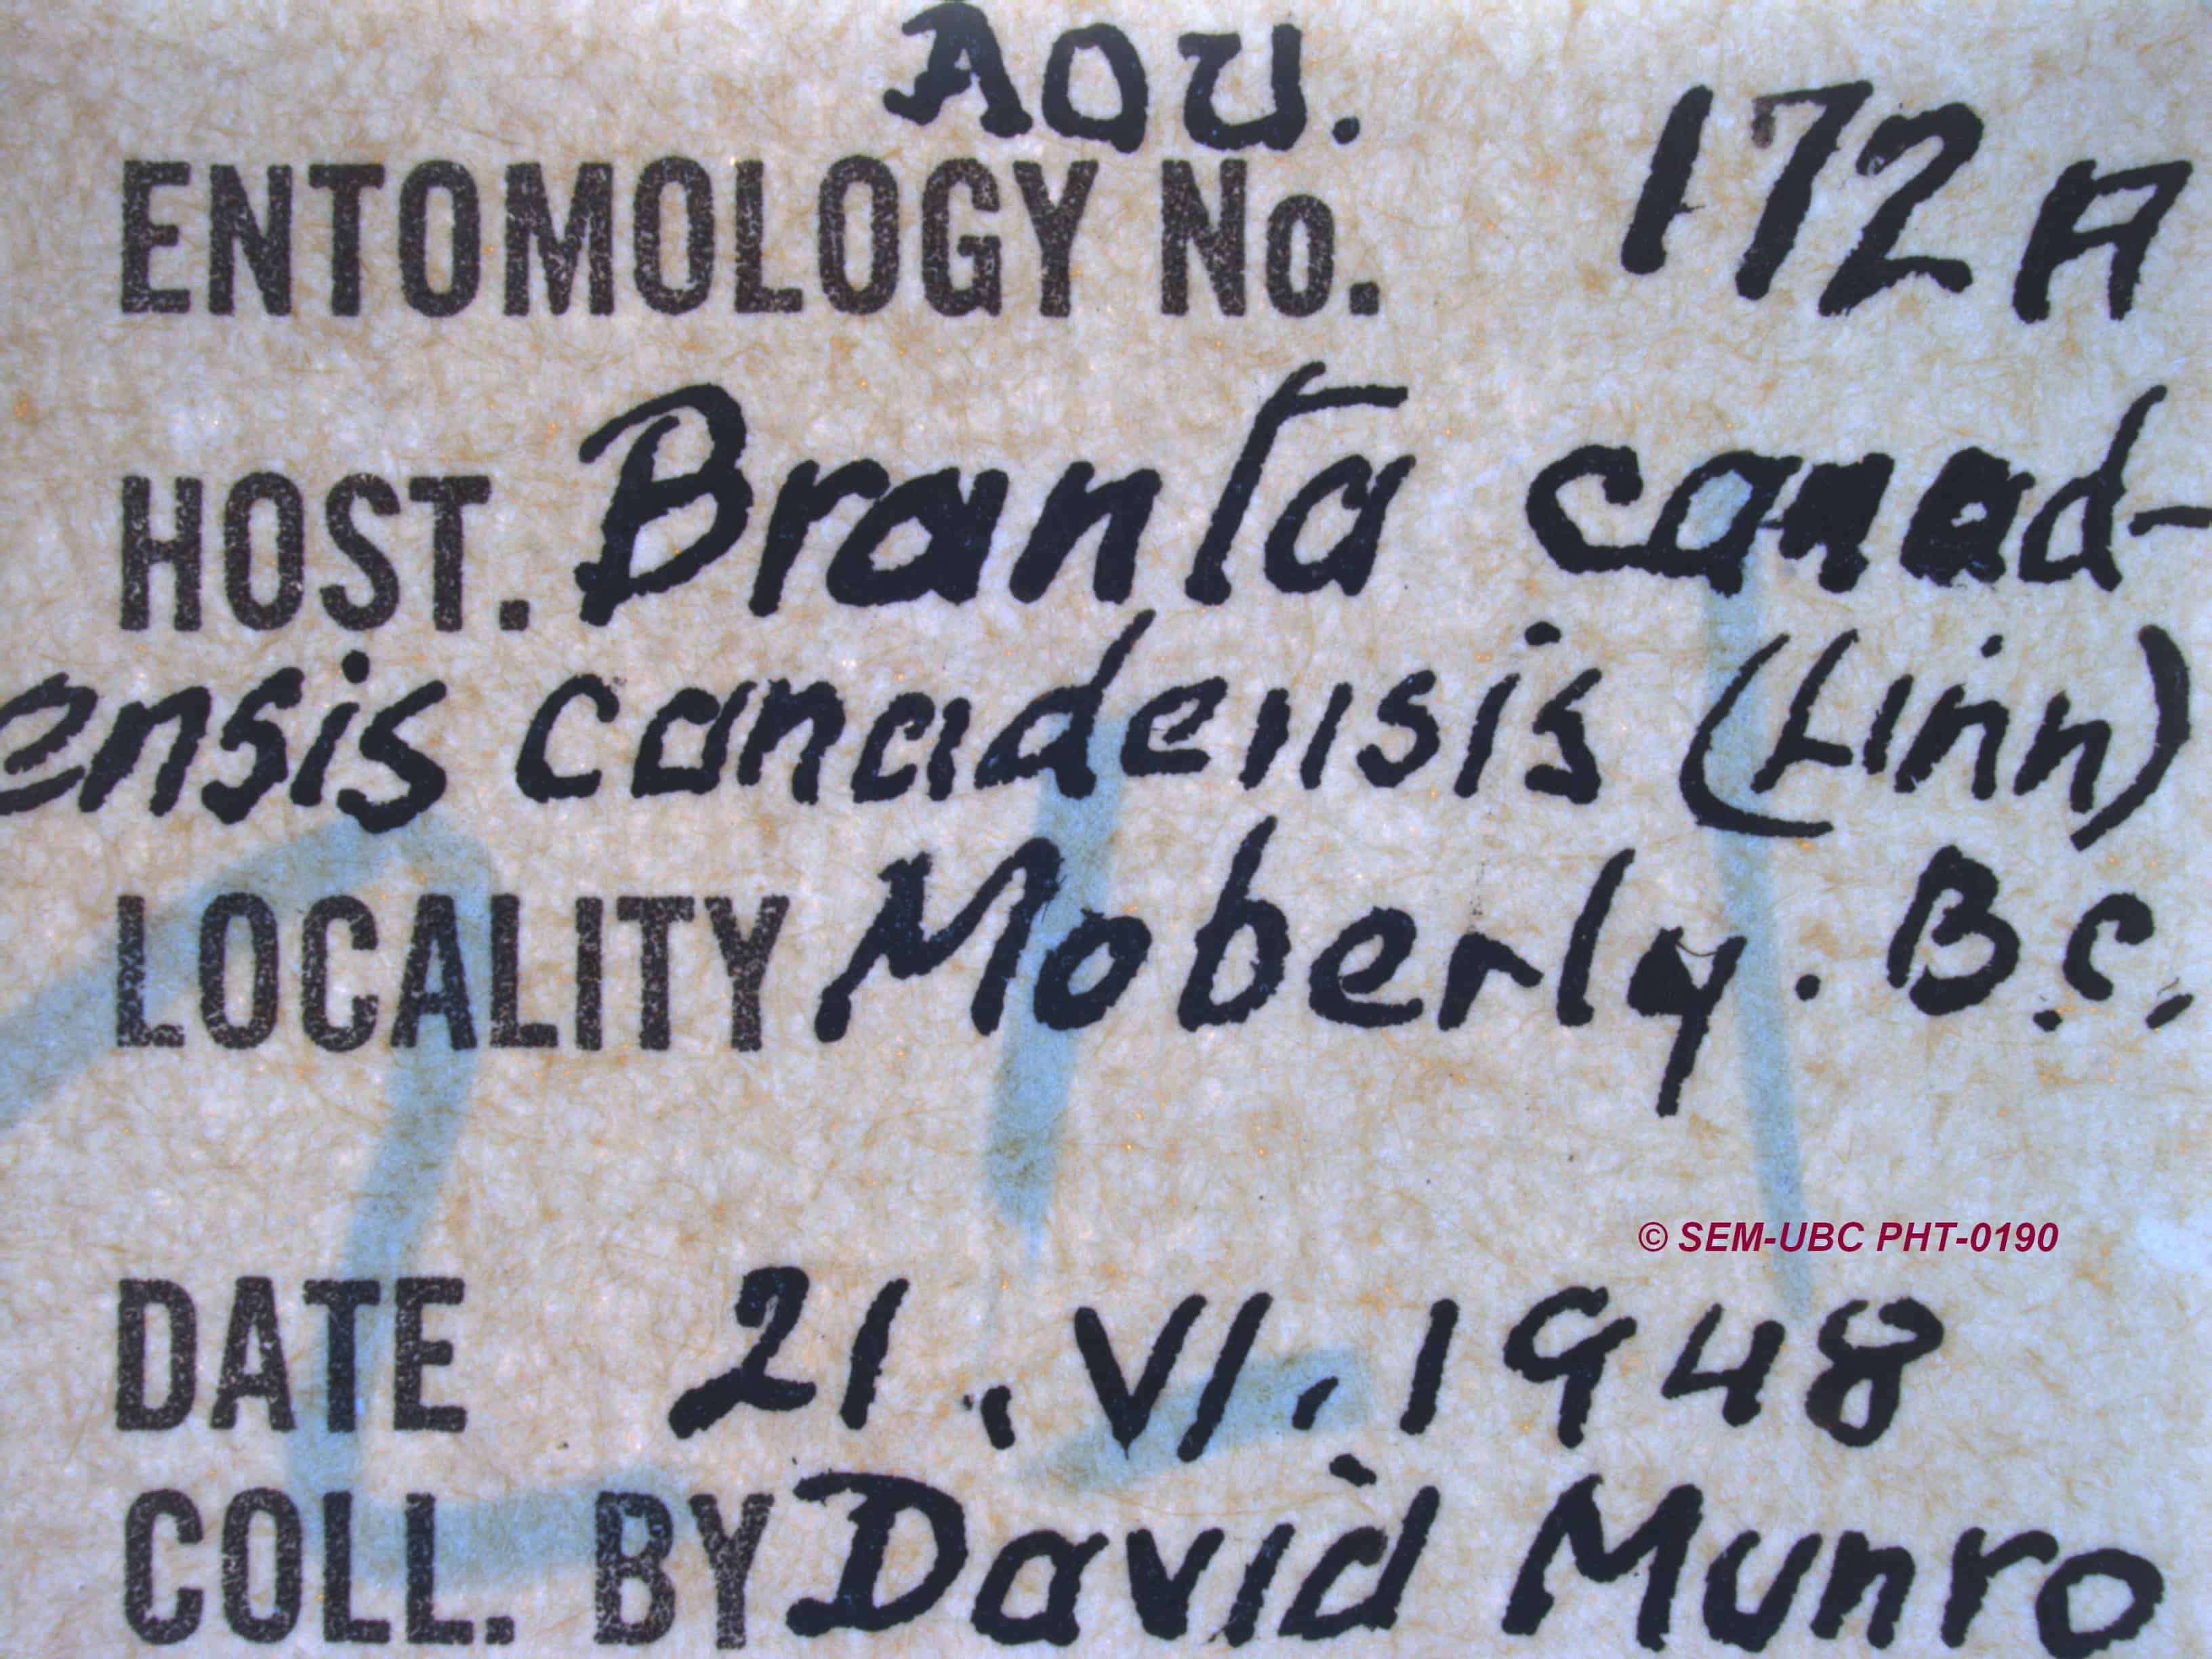 AOU.
ENTOMOLOGY No. 172A
HOST. Branta canad-
ensis canadensis (Linn)
LOCALITY Moberly. B.C.
© SEM-UBC PHT-0190
DATE 21. VI. 1948
COLL. BY David Munro